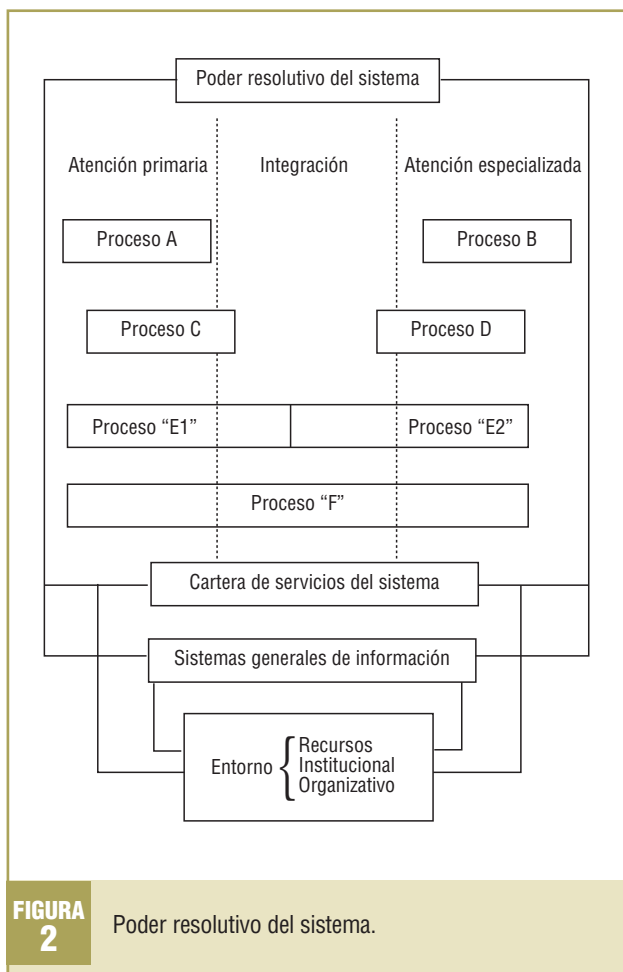 Poder resolutivo del sistema
Atención primaria Integración Atención especializada
Proceso A Proceso B
Proceso C Proceso D
Proceso “E1” Proceso “E2”
Proceso “F”
Cartera de servicios del sistema
Sistemas generales de información
Recursos
Entorno { Institucional
Organizativo
FIGURA
2
Poder resolutivo del sistema.